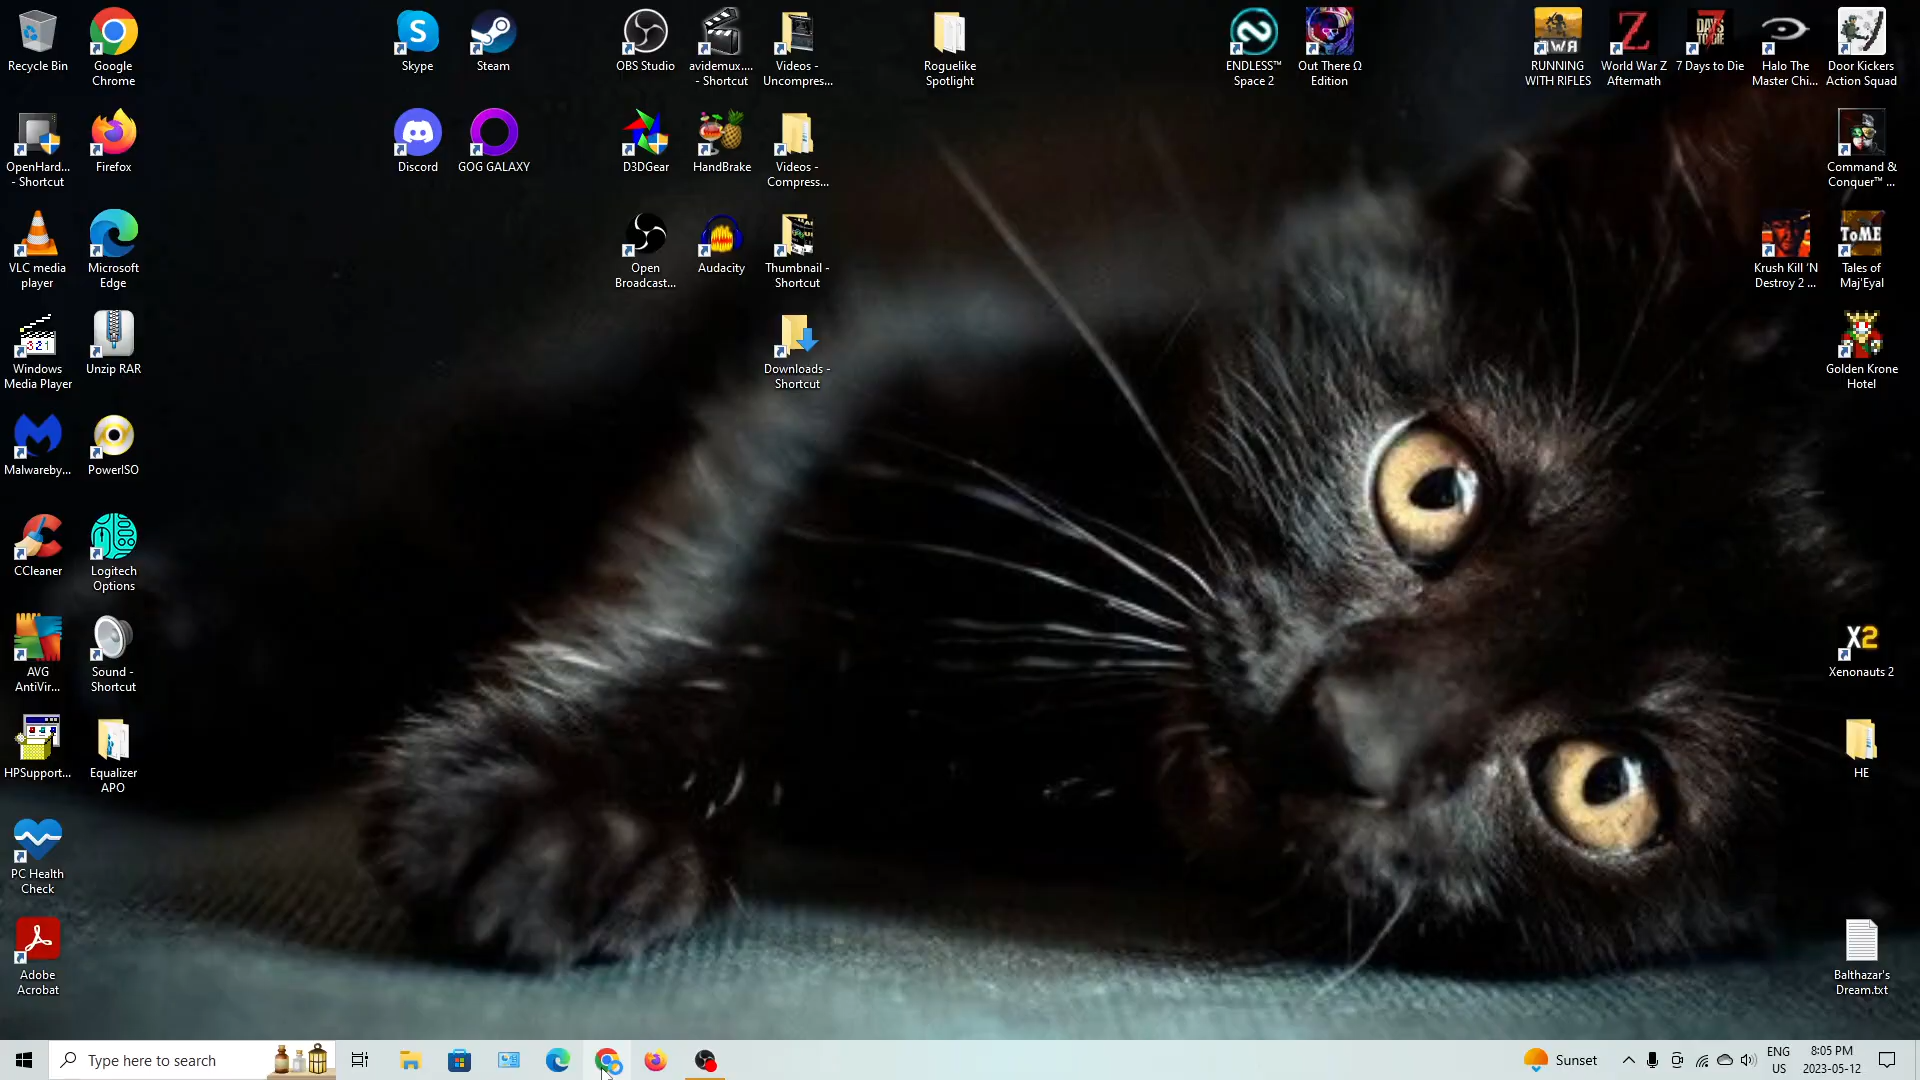 Recycle Bin
Google
Chrome
Skype
Steam
OBS Studio
avidemux....
- Shortcut
Videos -
Uncompres...
Roguelike
Spotlight
ENDLESS™
Space 2
Out There Ω
Edition
RUNNING
WITH RIFLES
World War Z
Aftermath
7 Days to Die
Halo The
Master Chi...
Door Kickers
Action Squad
OpenHard...
- Shortcut
Firefox
Discord
GOG GALAXY
D3DGear
HandBrake
Videos -
Compress...
Command &
Conquer™ ...
VLC media
player
Microsoft
Edge
Open
Broadcast...
Audacity
Thumbnail -
Shortcut
Krush Kill 'N
Destroy 2 ...
ToME
Tales of
Maj'Eyal
321
Windows
Media Player
Unzip RAR
Downloads -
Shortcut
Golden Krone
Hotel
Malwareby...
PowerISO
CCleaner
Logitech
Options
AVG
AntiVir...
Sound -
Shortcut
X2
Xenonauts 2
HPSupport...
Equalizer
APO
HE
PC Health
Check
Adobe
Acrobat
Balthazar's
Dream.txt
Type here to search
Sunset
ENG
US
8:05 PM
2023-05-12